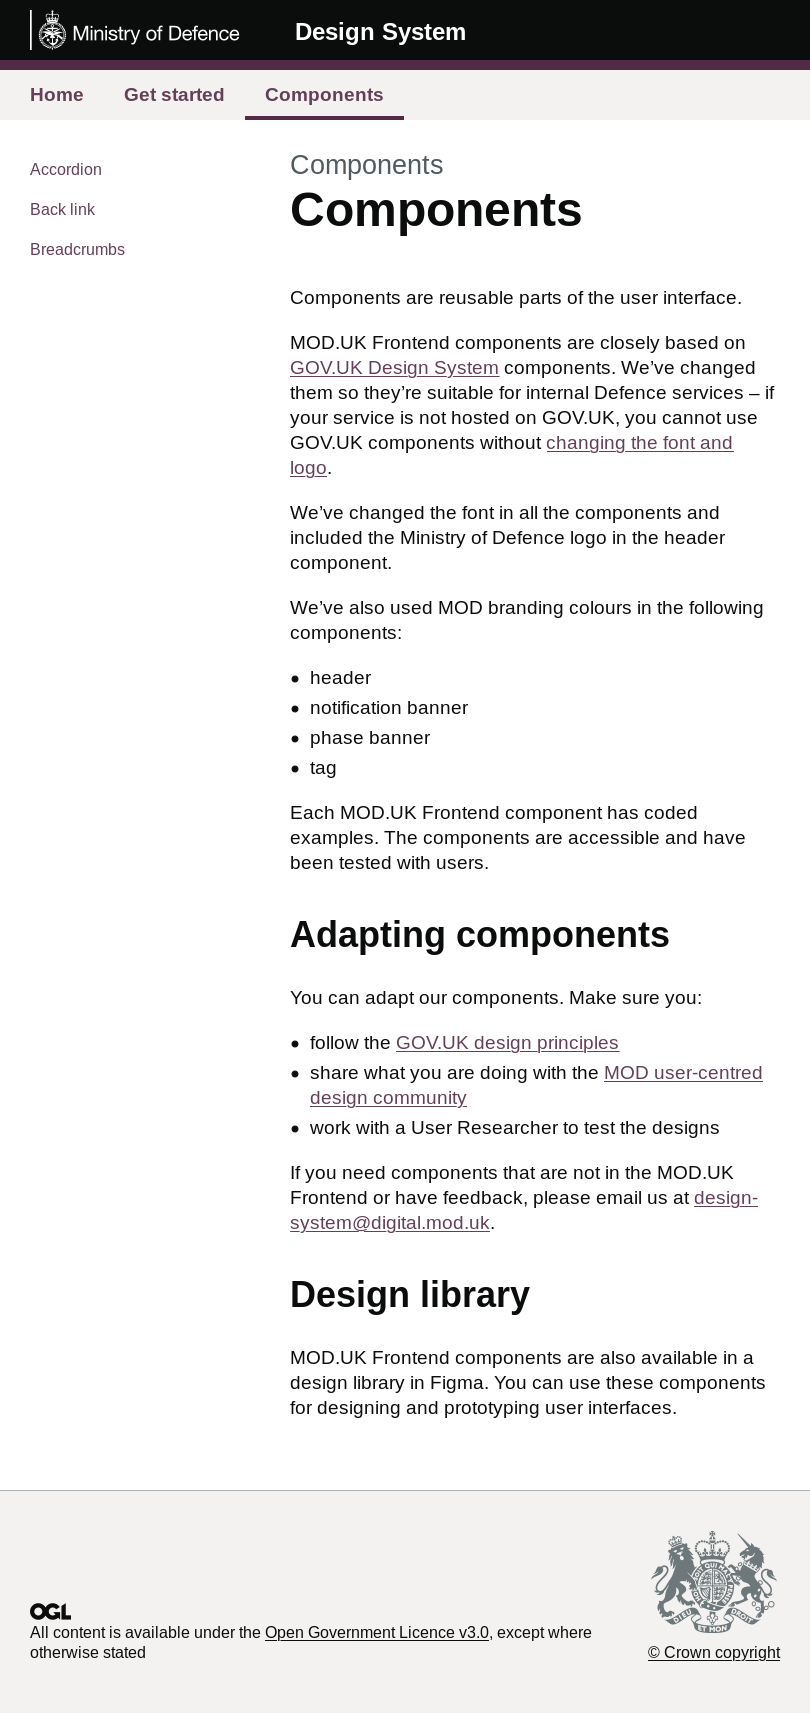 Ministry of Defence
Design System
Home
Get started
Components
Accordion
Back link
Breadcrumbs
Components
Components
Components are reusable parts of the user interface.
MOD.UK Frontend components are closely based on
GOV.UK Design System components. We’ve changed
them so they’re suitable for internal Defence services – if
your service is not hosted on GOV.UK, you cannot use
GOV.UK components without changing the font and
logo.
We’ve changed the font in all the components and
included the Ministry of Defence logo in the header
component.
We’ve also used MOD branding colours in the following
components:
header
notification banner
phase banner
tag
Each MOD.UK Frontend component has coded
examples. The components are accessible and have
been tested with users.
Adapting components
You can adapt our components. Make sure you:
follow the GOV.UK design principles
share what you are doing with the MOD user-centred
design community
work with a User Researcher to test the designs
If you need components that are not in the MOD.UK
Frontend or have feedback, please email us at design-
system@digital.mod.uk.
Design library
MOD.UK Frontend components are also available in a
design library in Figma. You can use these components
for designing and prototyping user interfaces.
OGL
All content is available under the Open Government Licence v3.0, except where
otherwise stated
DIEU ET MON DROIT
© Crown copyright